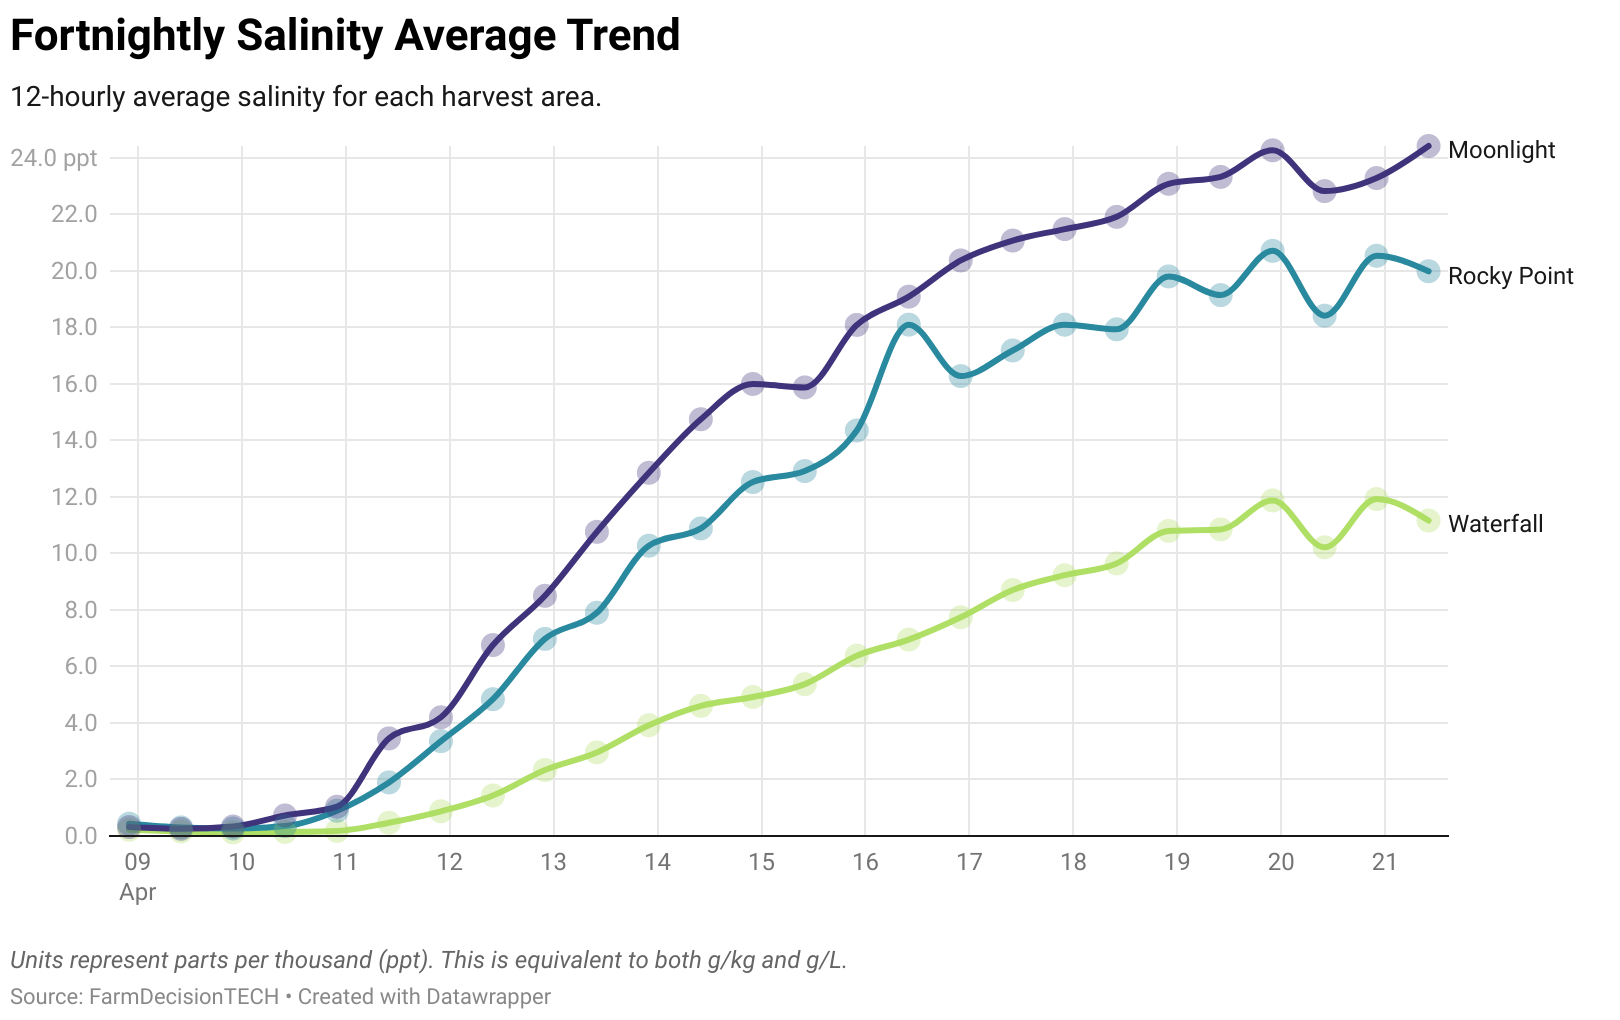 Fortnightly Salinity Average Trend
12-hourly average salinity for each harvest area.
24.0 ppt
22.0
20.0
18.0
16.0
14.0
12.0
10.0
8.0
6.0
4.0
2.0
0.0
Moonlight
Rocky Point
Waterfall
09 10 11 12 13 14 15 16 17 18 19 20 21
Apr
Units represent parts per thousand (ppt). This is equivalent to both g/kg and g/L.
Source: FarmDecisionTECH • Created with Datawrapper